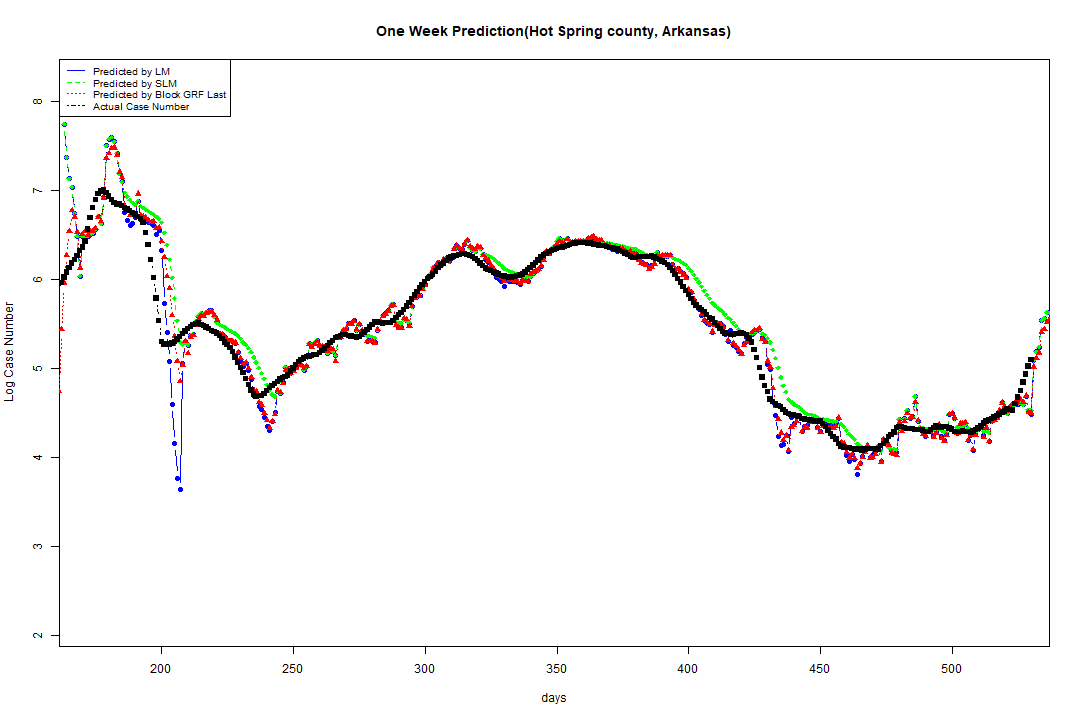 One Week Prediction(Hot Spring county, Arkansas)
Predicted by LM
Predicted by SLM
Predicted by Block GRF Last
Actual Case Number
8
7
6
5
4
3
2
Log Case Number
200 250 300 350 400 450 500
days